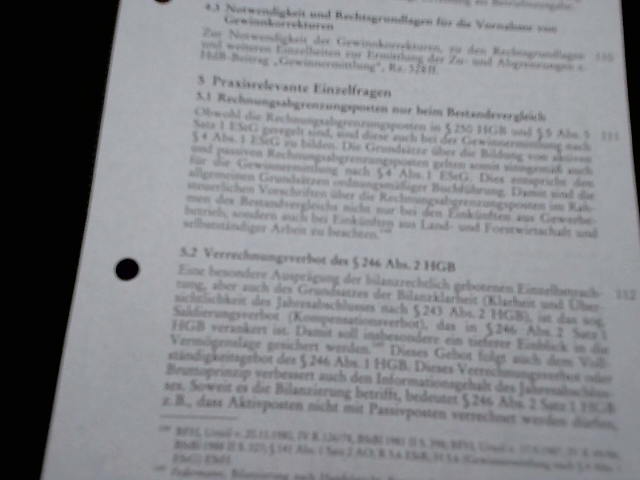 4.3 Notwendigkeit und Rechtsgrundlagen für die Vornahme von
Gewinnkorrekturen
Zur Notwendigkeit der Gewinnkorrekturen, zu den Rechtsgrundlagen 110
und weiteren Einzelheiten zur Ermittlung der Zu- und Abgrenzungen s.
HdB-Beitrag „Gewinnermittlung“, Rz. 52 ff.
5 Praxisrelevante Einzelfragen
5.1 Rechnungsabgrenzungsposten nur beim Bestandsvergleich
Obwohl die Rechnungsabgrenzungsposten in § 250 HGB und § 5 Abs. 5 111
Satz 1 EStG geregelt sind, sind diese auch bei der Gewinnermittlung nach
§ 4 Abs. 1 EStG zu bilden. Die Grundsätze über die Bildung von aktiven
und passiven Rechnungsabgrenzungsposten gelten somit sinngemäß auch
für die Gewinnermittlung nach § 4 Abs. 1 EStG. Dies entspricht den
allgemeinen Grundsätzen ordnungsmäßiger Buchführung. Damit sind die
steuerlichen Vorschriften über die Rechnungsabgrenzungsposten im Rah-
men des Bestandsvergleichs nicht nur bei den Einkünften aus Gewerbe-
betrieb, sondern auch bei Einkünften aus Land- und Forstwirtschaft und
selbstständiger Arbeit zu beachten.
5.2 Verrechnungsverbot des § 246 Abs. 2 HGB
Eine besondere Ausprägung der bilanzrechtlich gebotenen Einzelbetrach- 112
tung, aber auch des Grundsatzes der Bilanzklarheit (Klarheit und Über-
sichtlichkeit des Jahresabschlusses nach § 243 Abs. 2 HGB), ist das sog.
Saldierungsverbot (Kompensationsverbot), das in § 246 Abs. 2 Satz 1
HGB verankert ist. Damit soll insbesondere ein tieferer Einblick in die
Vermögenslage gesichert werden. Dieses Gebot folgt auch dem Voll-
ständigkeitsgebot des § 246 Abs. 1 HGB. Dieses Verrechnungsverbot oder
Bruttoprinzip verbessert auch den Informationsgehalt des Jahresabschlus-
ses. Soweit es die Bilanzierung betrifft, bedeutet § 246 Abs. 2 Satz 1 HGB
z. B., dass Aktivposten nicht mit Passivposten verrechnet werden dürfen,